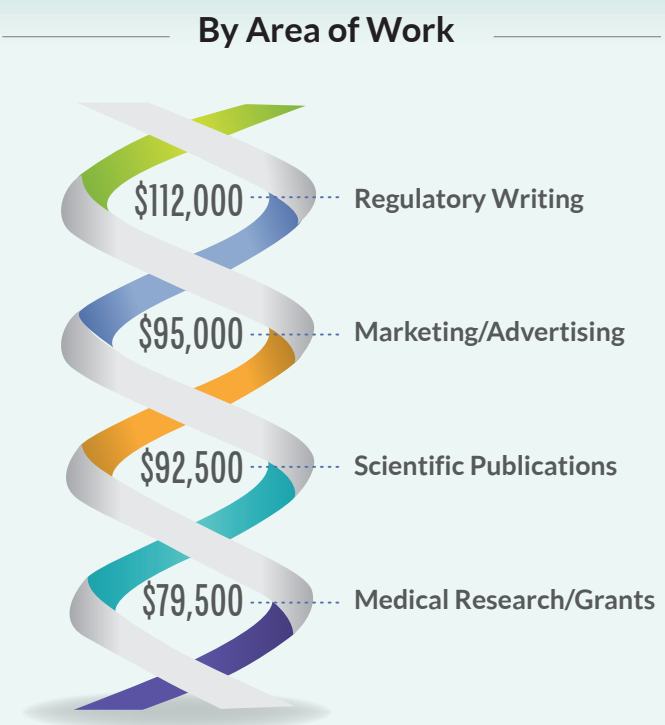 By Area of Work
$112,000 Regulatory Writing
$95,000 Marketing/Advertising
$92,500 Scientific Publications
$79,500 Medical Research/Grants